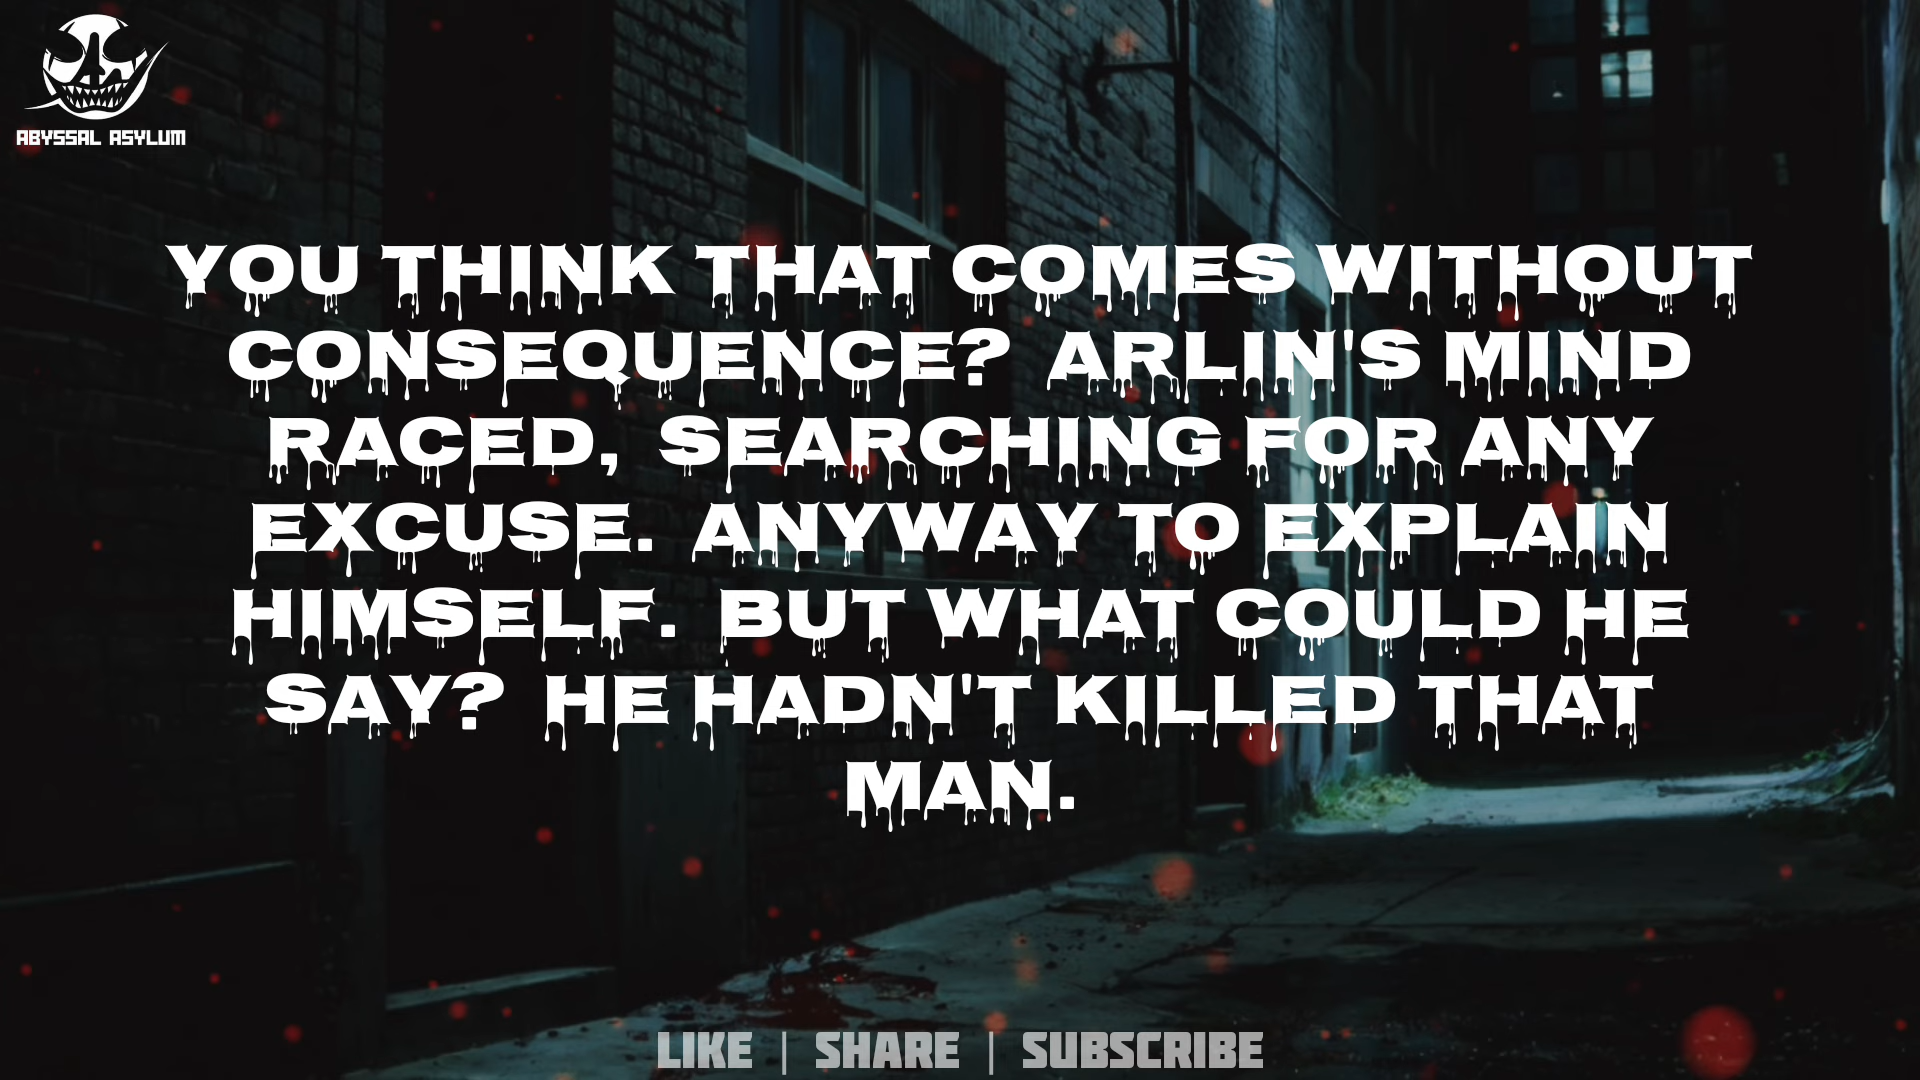 ABYSSAL ASYLUM
YOU THINK THAT COMES WITHOUT
CONSEQUENCE? ARLIN'S MIND
RACED, SEARCHING FOR ANY
EXCUSE. ANYWAY TO EXPLAIN
HIMSELF. BUT WHAT COULD HE
SAY? HE HADN'T KILLED THAT
MAN.
LIKE | SHARE | SUBSCRIBE